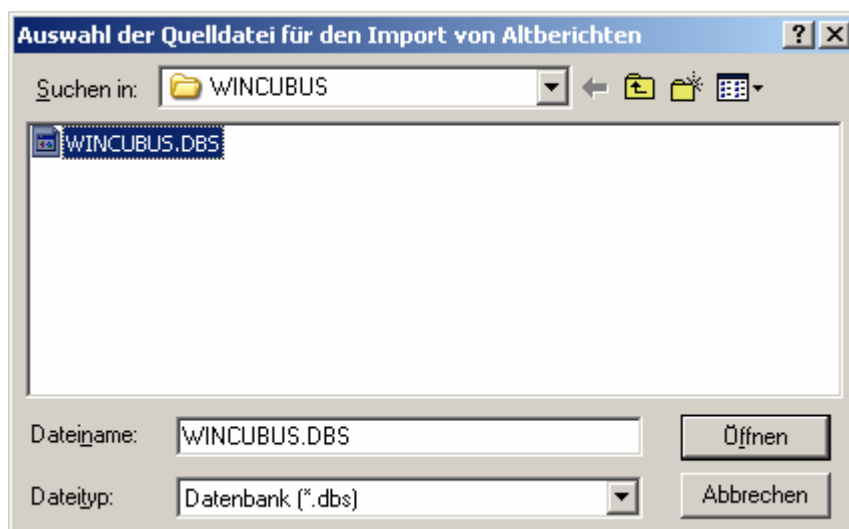 Auswahl der Quelldatei für den Import von Altberichten
Suchen in: WINCUBUS
WINCUBUS.DBS
Dateiname: WINCUBUS.DBS Öffnen
Dateityp: Datenbank (*.dbs) Abbrechen